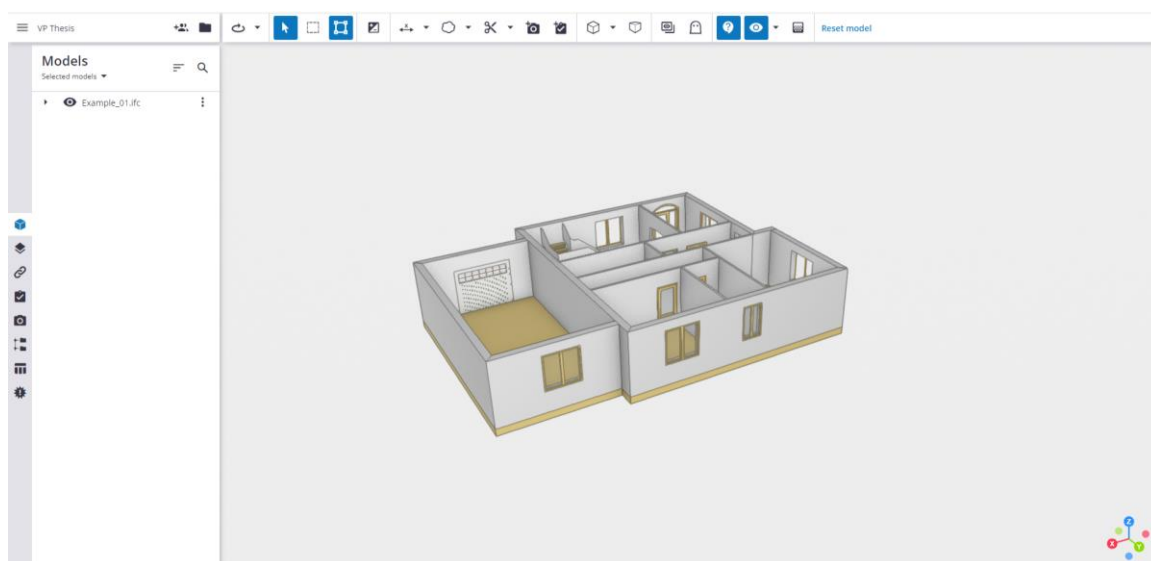 VP Thesis
Reset model
Models
Selected models
Example_01.ifc
Z
X
Y